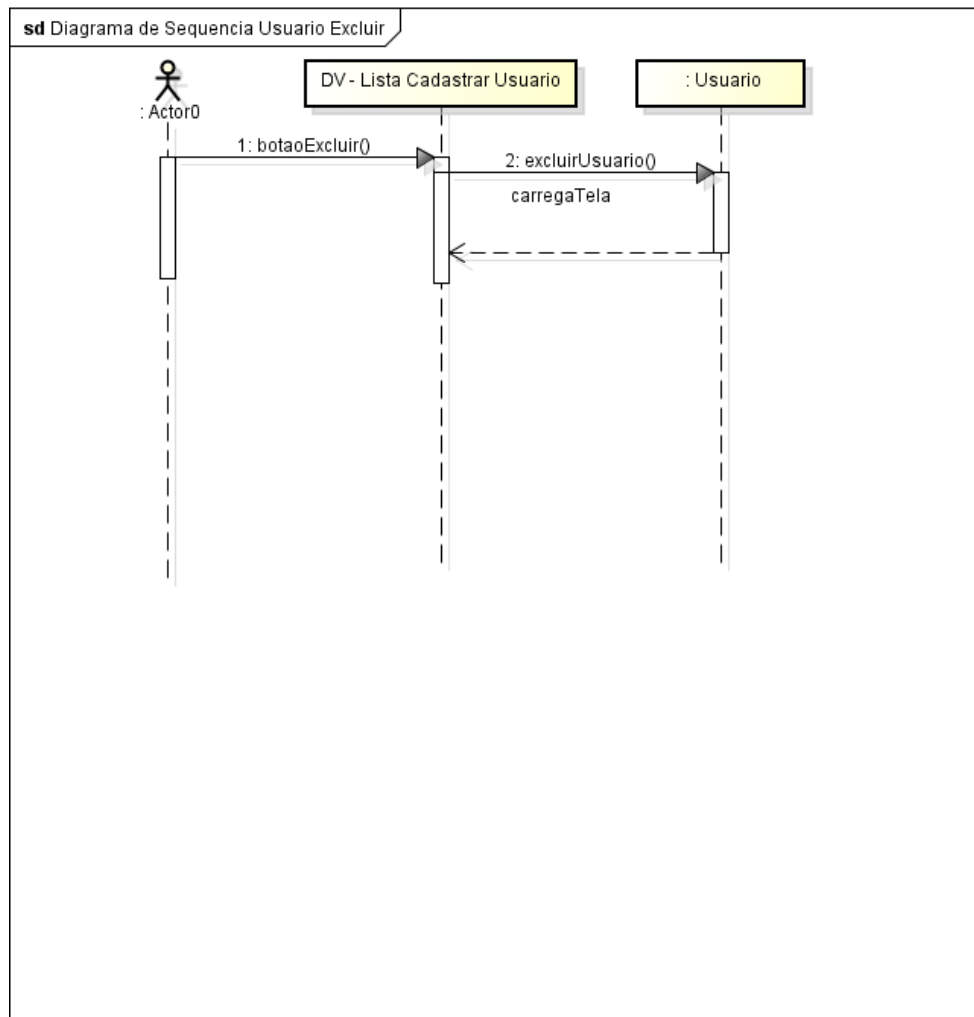 sd Diagrama de Sequencia Usuario Excluir
DV - Lista Cadastrar Usuario
: Usuario
: Actor0
1: botaoExcluir()
2: excluirUsuario()
carregaTela